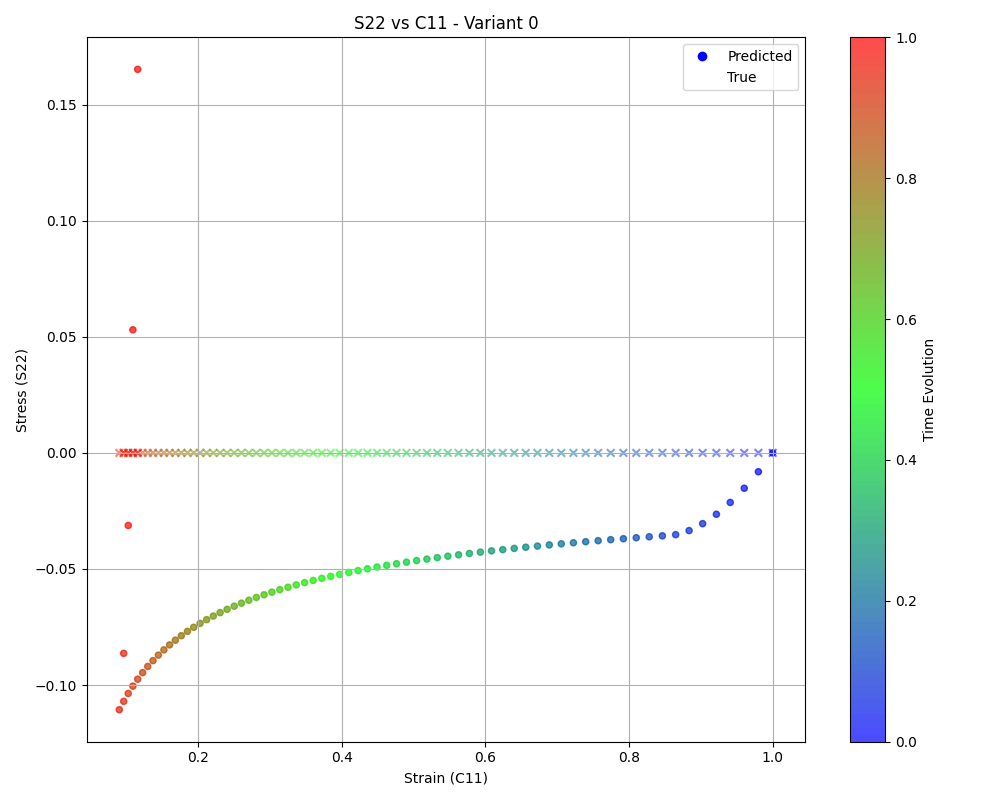 S22 vs C11 - Variant 0
Predicted
True
0.15
0.10
0.05
0.00
−0.05
−0.10
Stress (S22)
0.2
0.4
0.6
0.8
1.0
Strain (C11)
1.0
0.8
0.6
0.4
0.2
0.0
Time Evolution